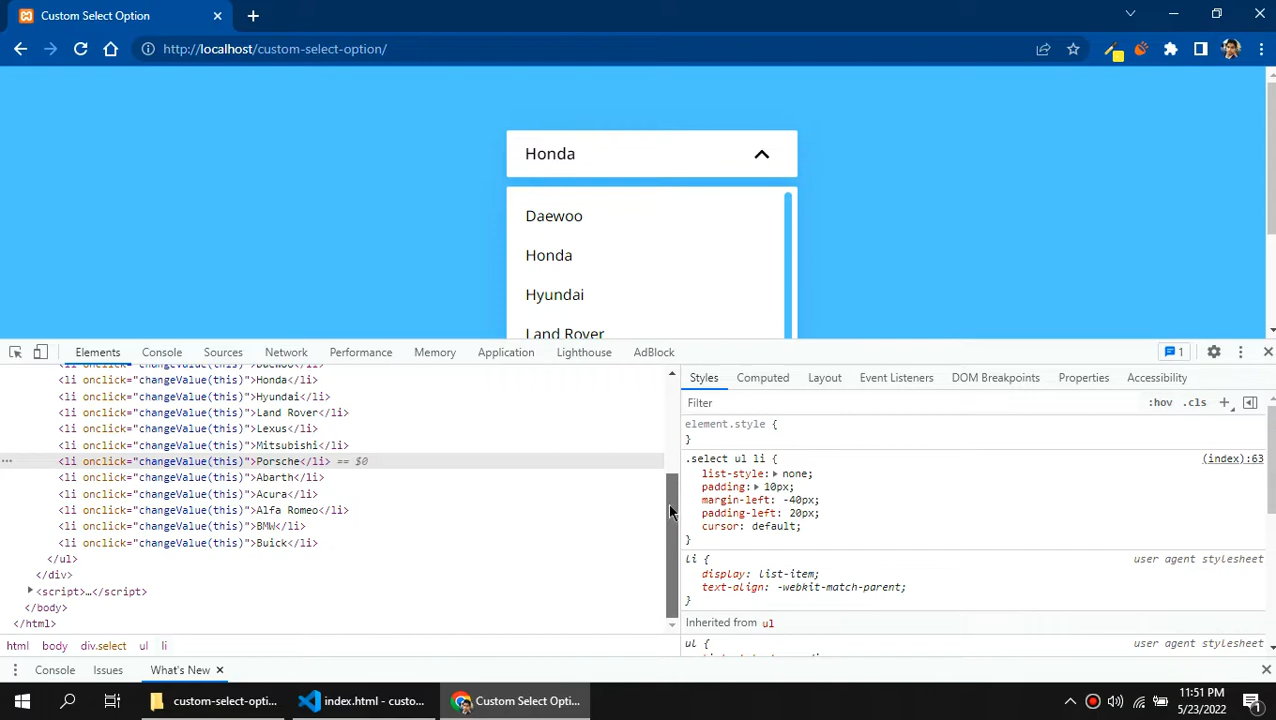 Custom Select Option
http://localhost/custom-select-option/
Honda
Daewoo
Honda
Hyundai
Land Rover
Elements Console Sources Network Performance Memory Application Lighthouse AdBlock 1
<li onclick="changeValue(this)">Daewoo</li>
<li onclick="changeValue(this)">Honda</li>
<li onclick="changeValue(this)">Hyundai</li>
<li onclick="changeValue(this)">Land Rover</li>
<li onclick="changeValue(this)">Lexus</li>
<li onclick="changeValue(this)">Mitsubishi</li>
... <li onclick="changeValue(this)">Porsche</li> == $0
<li onclick="changeValue(this)">Abarth</li>
<li onclick="changeValue(this)">Acura</li>
<li onclick="changeValue(this)">Alfa Romeo</li>
<li onclick="changeValue(this)">BMW</li>
<li onclick="changeValue(this)">Buick</li>
</ul>
</div>
<script>…</script>
</body>
</html>
html body div.select ul li
Styles Computed Layout Event Listeners DOM Breakpoints Properties Accessibility
Filter :hov .cls
element.style {
}
.select ul li { (index):63
list-style: none;
padding: 10px;
margin-left: -40px;
padding-left: 20px;
cursor: default;
}
li { user agent stylesheet
display: list-item;
text-align: -webkit-match-parent;
}
Inherited from ul
ul { user agent stylesheet
Console Issues What's New
custom-select-opti... index.html - custo... Custom Select Opti...
11:51 PM
5/23/2022
1